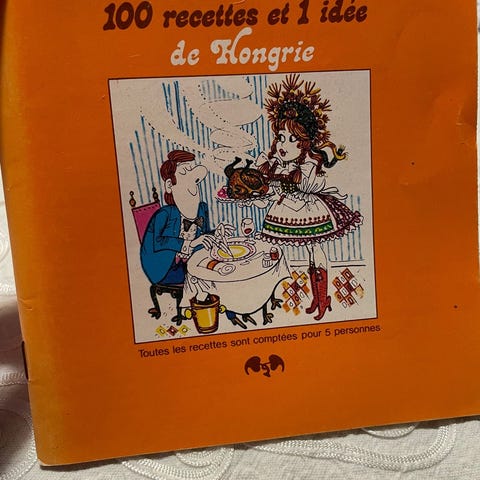 100 recettes et 1 idée
de Hongrie
Toutes les recettes sont comptées pour 5 personnes